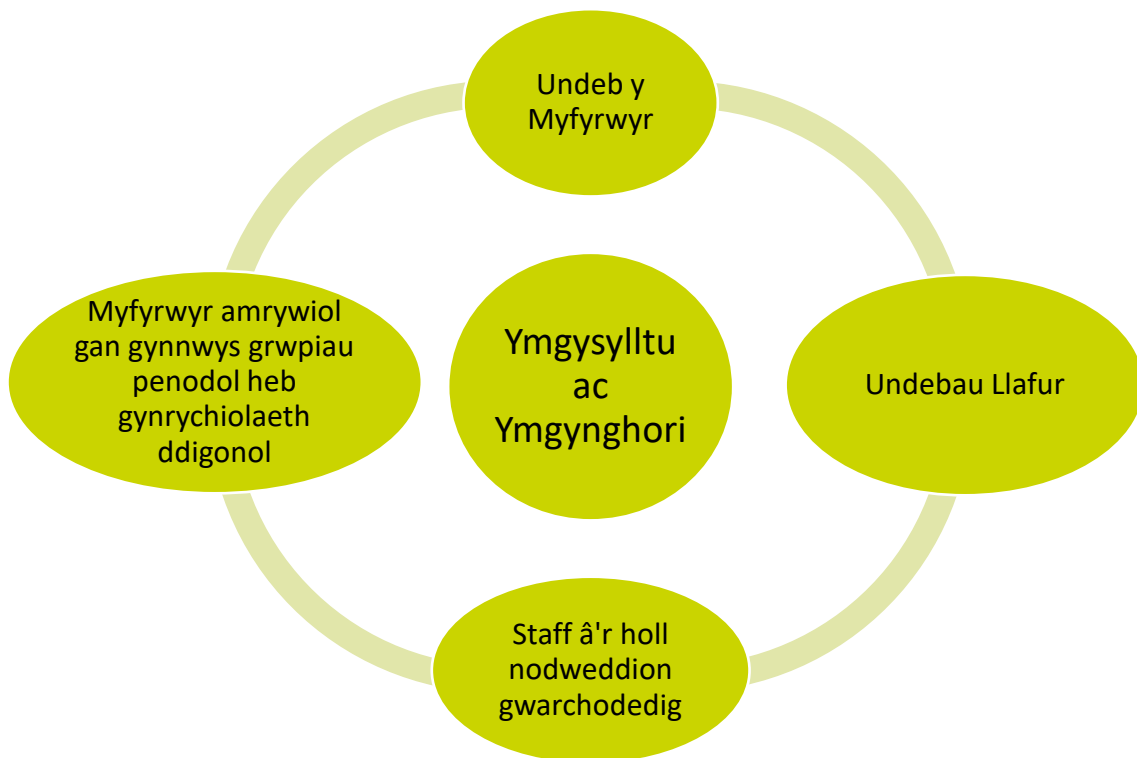 Undeb y
Myfyrwyr
Myfyrwyr amrywiol
gan gynnwys grwpiau
penodol heb
gynrychiolaeth
ddigonol
Ymgysylltu
ac
Ymgynghori
Undebau Llafur
Staff â'r holl
nodweddion
gwarchodedig